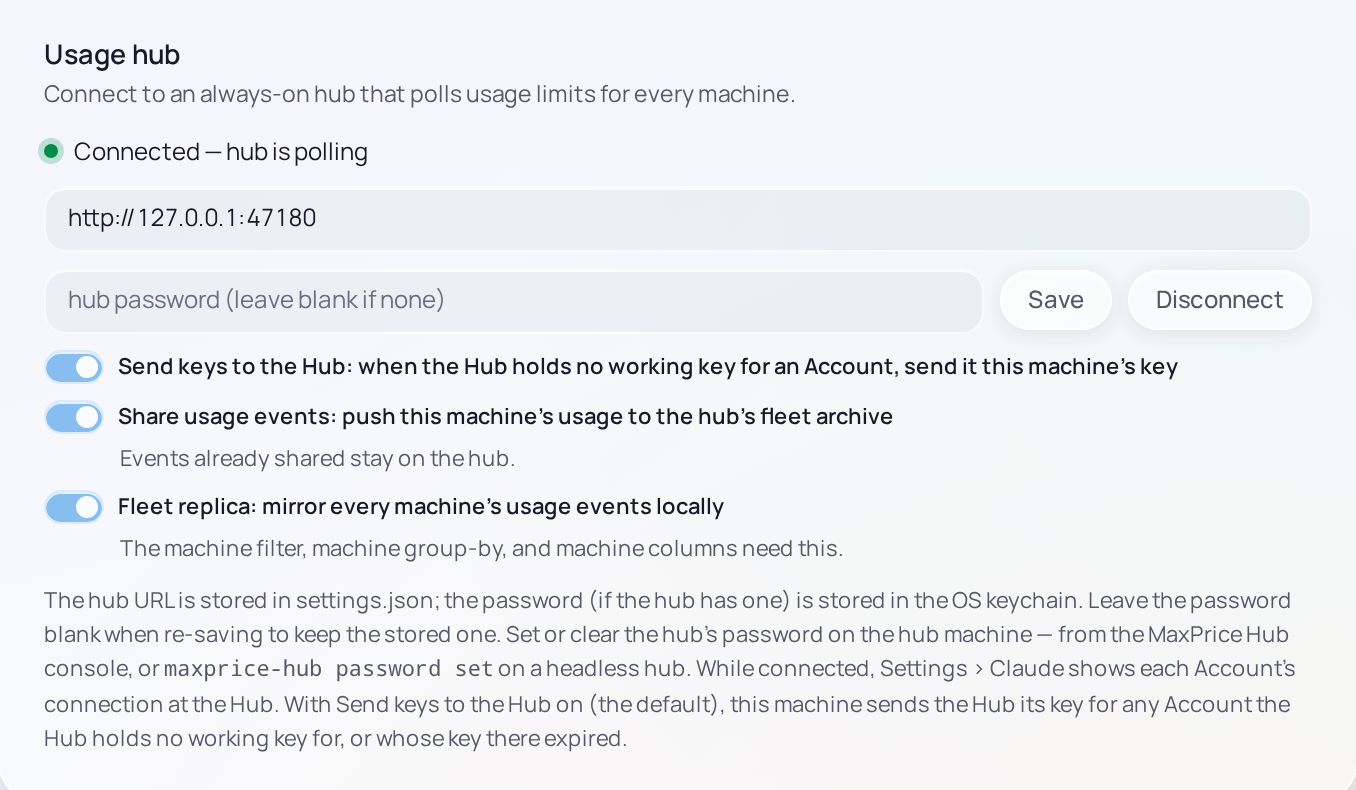 Usage hub
Connect to an always-on hub that polls usage limits for every machine.
Connected — hub is polling
http://127.0.0.1:47180
hub password (leave blank if none)
Save
Disconnect
Send keys to the Hub: when the Hub holds no working key for an Account, send it this machine’s key
Share usage events: push this machine’s usage to the hub’s fleet archive
Events already shared stay on the hub.
Fleet replica: mirror every machine’s usage events locally
The machine filter, machine group-by, and machine columns need this.
The hub URL is stored in settings.json; the password (if the hub has one) is stored in the OS keychain. Leave the password
blank when re-saving to keep the stored one. Set or clear the hub’s password on the hub machine — from the MaxPrice Hub
console, or maxprice-hub password set on a headless hub. While connected, Settings › Claude shows each Account’s
connection at the Hub. With Send keys to the Hub on (the default), this machine sends the Hub its key for any Account the
Hub holds no working key for, or whose key there expired.